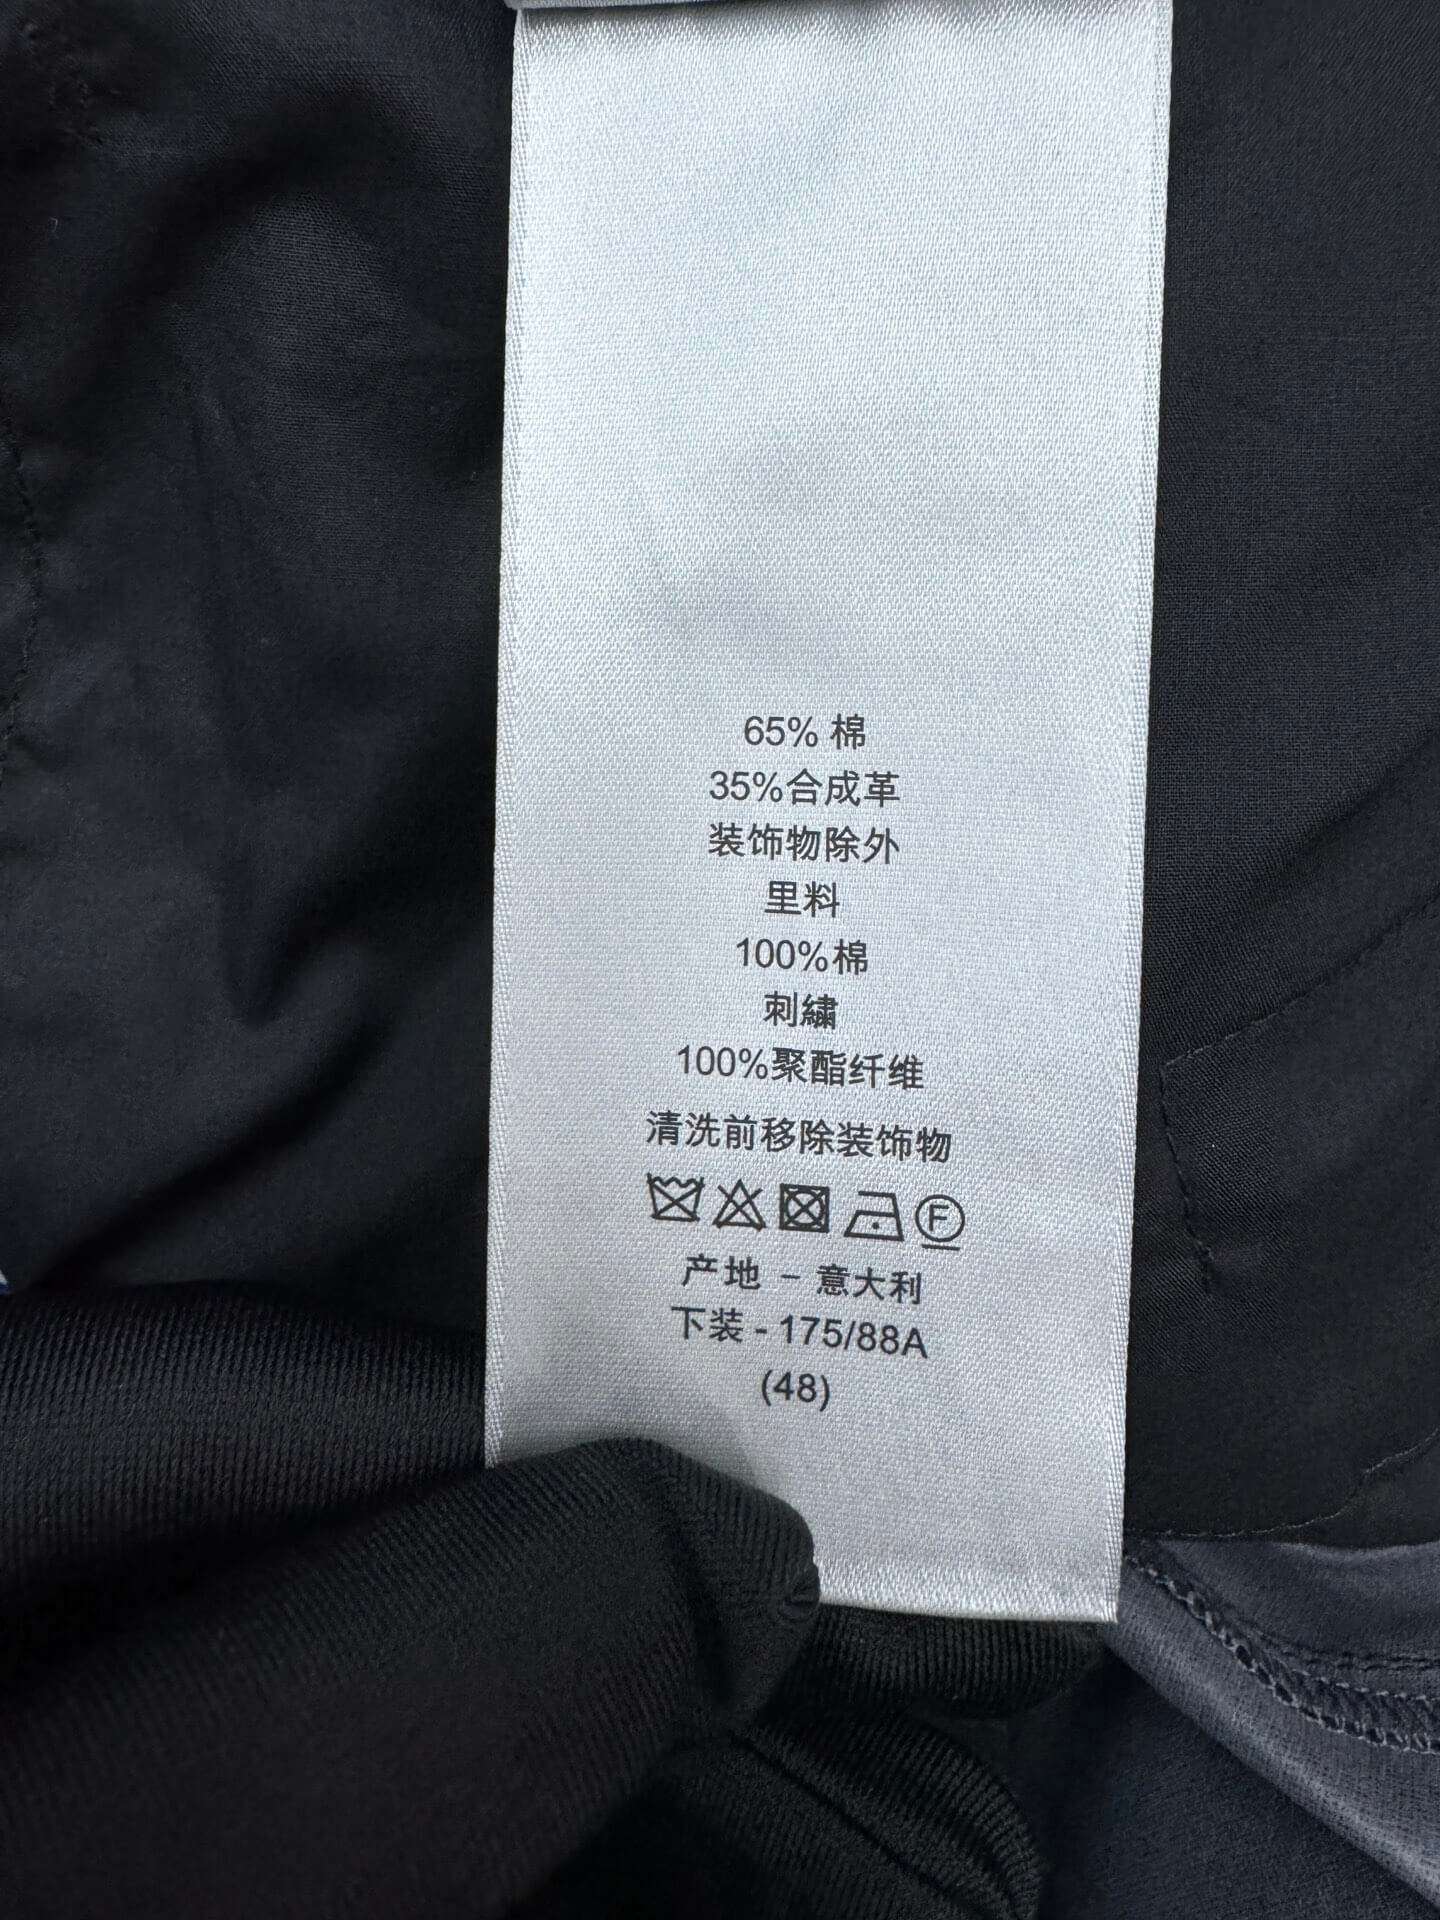 65% 棉
35%合成革
装饰物除外
里料
100%棉
刺繍
100%聚酯纤维
清洗前移除装饰物
F
产地 - 意大利
下装 - 175/88A
(48)